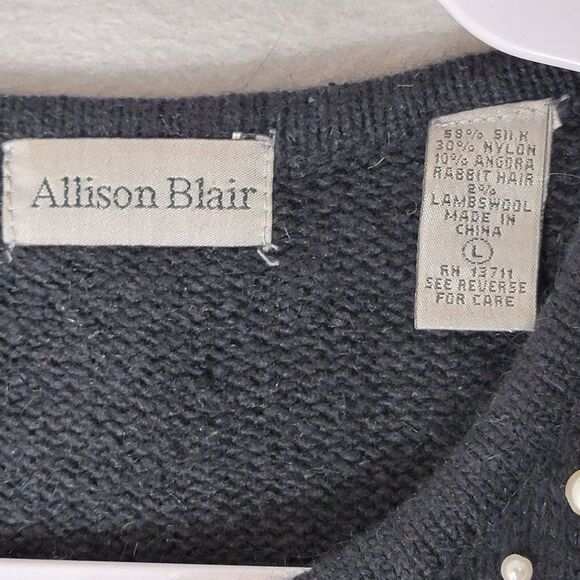 Allison Blair
58% SILK
30% NYLON
10% ANGORA
RABBIT HAIR
2%
LAMBSWOOL
MADE IN
CHINA
L
RN 13711
SEE REVERSE
FOR CARE